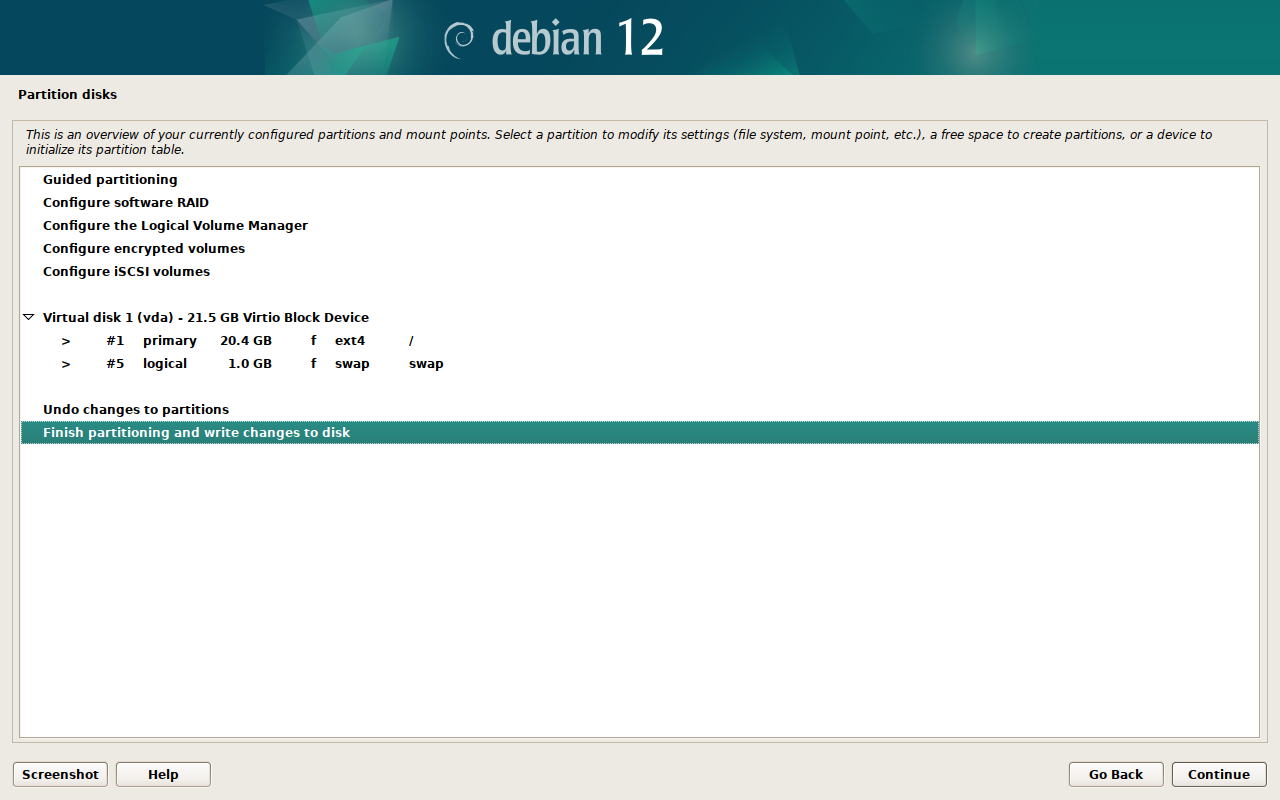 debian 12
Partition disks
This is an overview of your currently configured partitions and mount points. Select a partition to modify its settings (file system, mount point, etc.), a free space to create partitions, or a device to
initialize its partition table.
Guided partitioning
Configure software RAID
Configure the Logical Volume Manager
Configure encrypted volumes
Configure iSCSI volumes
Virtual disk 1 (vda) - 21.5 GB Virtio Block Device
> #1 primary 20.4 GB f ext4 /
> #5 logical 1.0 GB f swap swap
Undo changes to partitions
Finish partitioning and write changes to disk
Screenshot Help Go Back Continue